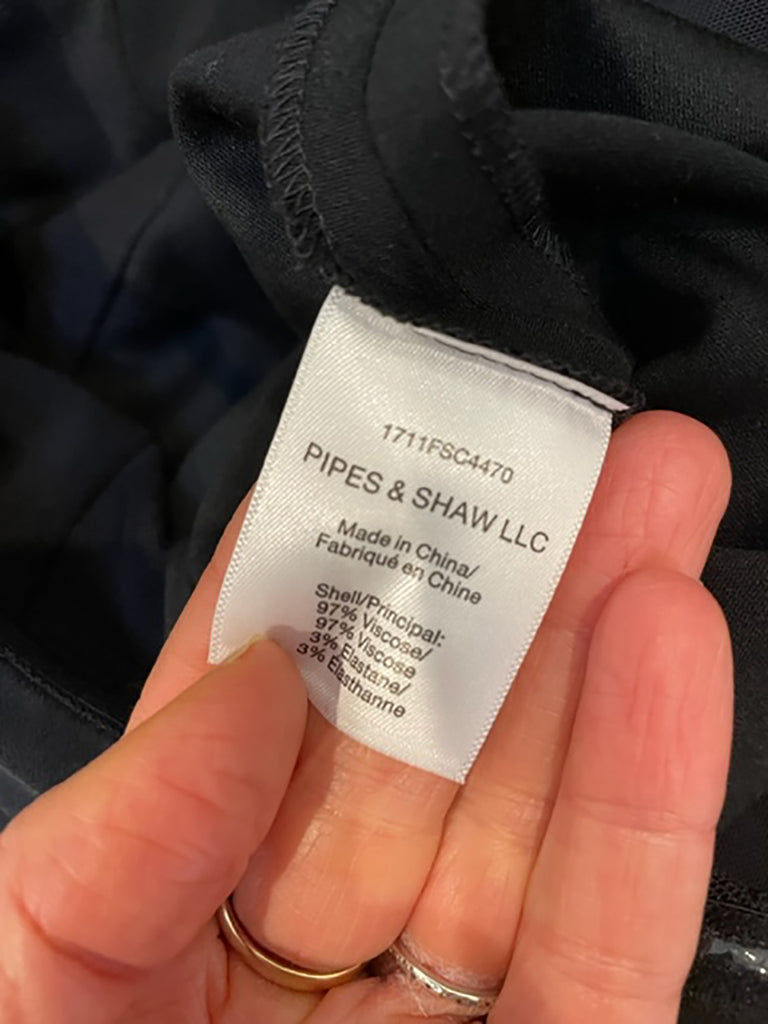 1711FSC4470
PIPES & SHAW LLC
Made in China/
Fabriqué en Chine
Shell/Principal:
97% Viscose/
97% Viscose
3% Elastane/
3% Elasthanne